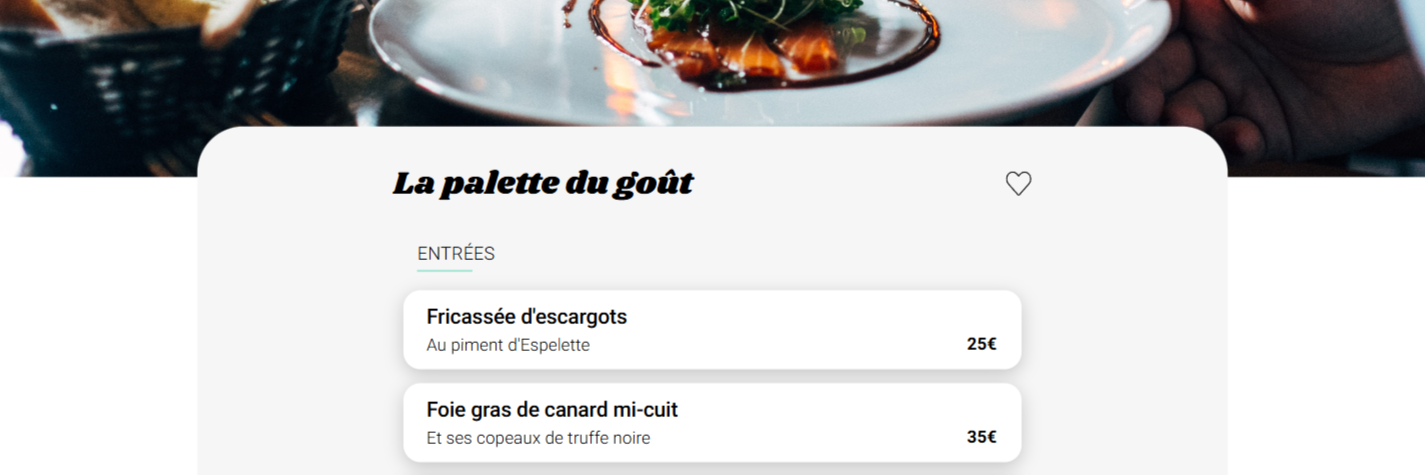 La palette du goût
ENTRÉES
Fricassée d'escargots
Au piment d'Espelette
25€
Foie gras de canard mi-cuit
Et ses copeaux de truffe noire
35€